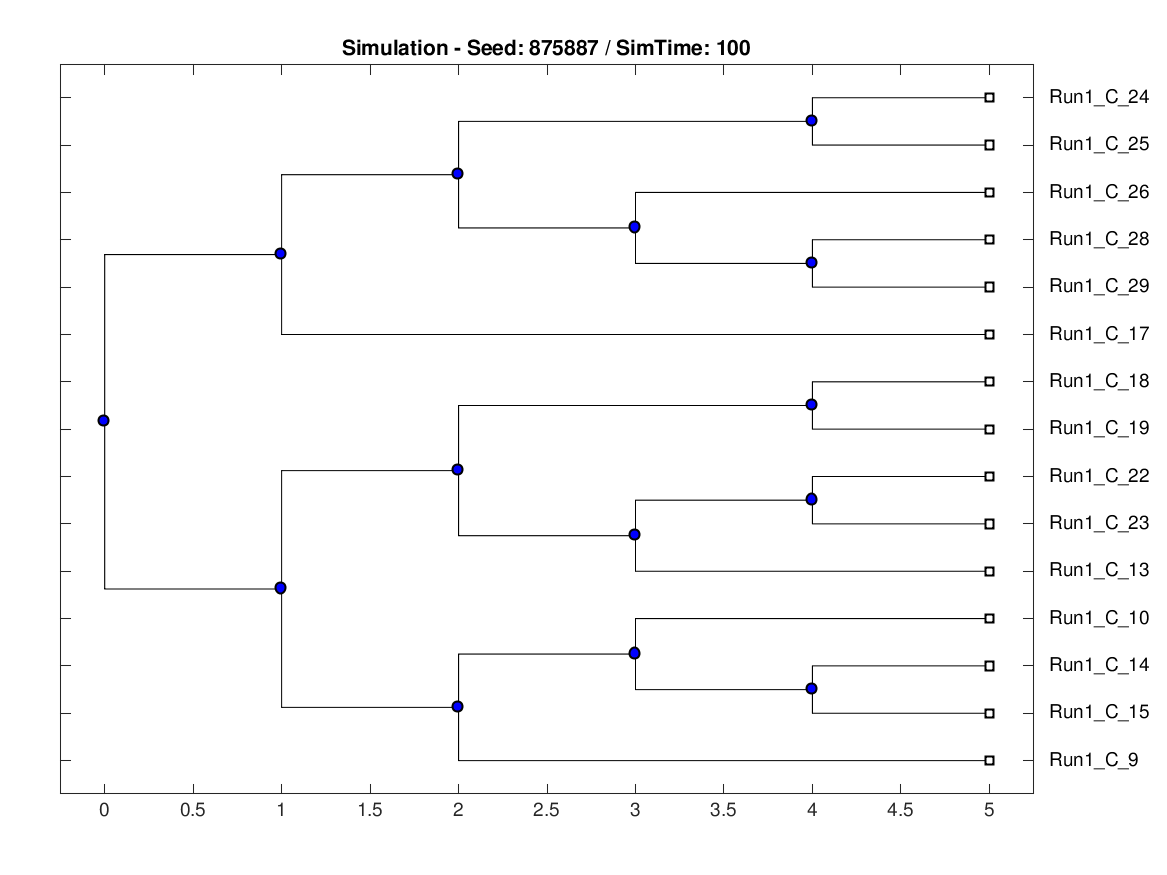 Simulation - Seed: 875887 / SimTime: 100
Run1_C_24
Run1_C_25
Run1_C_26
Run1_C_28
Run1_C_29
Run1_C_17
Run1_C_18
Run1_C_19
Run1_C_22
Run1_C_23
Run1_C_13
Run1_C_10
Run1_C_14
Run1_C_15
Run1_C_9
0 0.5 1 1.5 2 2.5 3 3.5 4 4.5 5